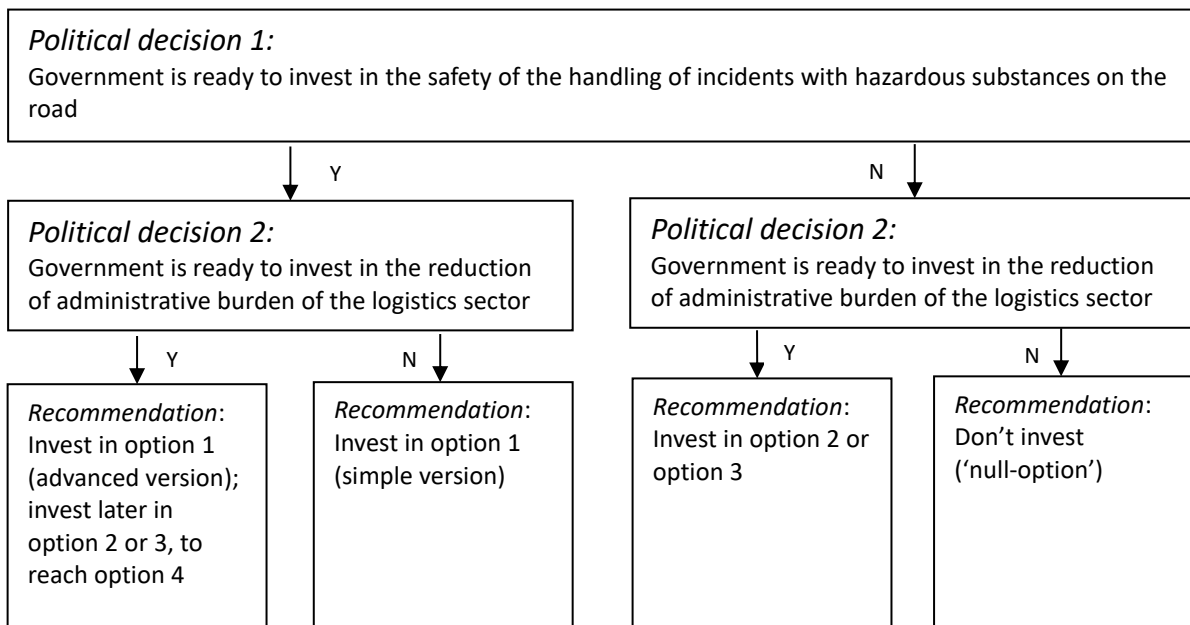 Political decision 1:
Government is ready to invest in the safety of the handling of incidents with hazardous substances on the
road
Y
N
Political decision 2:
Government is ready to invest in the reduction
of administrative burden of the logistics sector
Political decision 2:
Government is ready to invest in the reduction
of administrative burden of the logistics sector
Y
N
Y
N
Recommendation:
Invest in option 1
(advanced version);
invest later in
option 2 or 3, to
reach option 4
Recommendation:
Invest in option 1
(simple version)
Recommendation:
Invest in option 2 or
option 3
Recommendation:
Don’t invest
(‘null-option’)